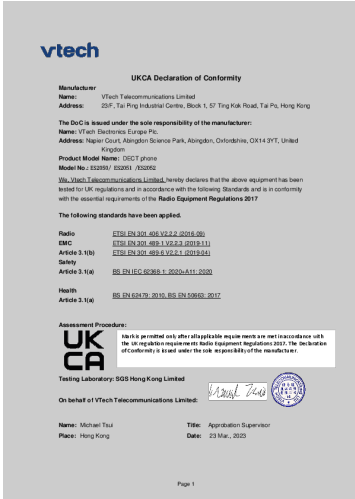 vtech
UKCA Declaration of Conformity
Manufacturer
Name: VTech Telecommunications Limited
Address: 23/F, Tai Ping Industrial Centre, Block 1, 57 Ting Kok Road, Tai Po, Hong Kong
The DoC is issued under the sole responsibility of the manufacturer:
Name: VTech Electronics Europe Plc.
Address: Napier Court, Abingdon Science Park, Abingdon, Oxfordshire, OX14 3YT, United
Kingdom
Product Model Name: DECT phone
Model No.: ES2050/ ES2051 /ES2052
We, Vtech Telecommunications Limited, hereby declares that the above equipment has been
tested for UK regulations and in accordance with the following Standards and is in conformity
with the essential requirements of the Radio Equipment Regulations 2017
The following standards have been applied.
Radio ETSI EN 301 406 V2.2.2 (2016-09)
EMC ETSI EN 301 489-1 V2.2.3 (2019-11)
Article 3.1(b) ETSI EN 301 489-6 V2.2.1 (2019-04)
Safety
Article 3.1(a) BS EN IEC 62368-1: 2020+A11: 2020
Health
Article 3.1(a) BS EN 62479: 2010, BS EN 50663: 2017
Assessment Procedure:
UK
CA
Mark is permitted only after all applicable requirements are met in accordance with
the UK regulation requirements Radio Equipment Regulations 2017. The Declaration
of Conformity is issued under the sole responsibility of the manufacturer.
Testing Laboratory: SGS Hong Kong Limited
On behalf of VTech Telecommunications Limited:
Name: Michael Tsui Title: Approbation Supervisor
Place: Hong Kong Date: 23 Mar., 2023
Page 1